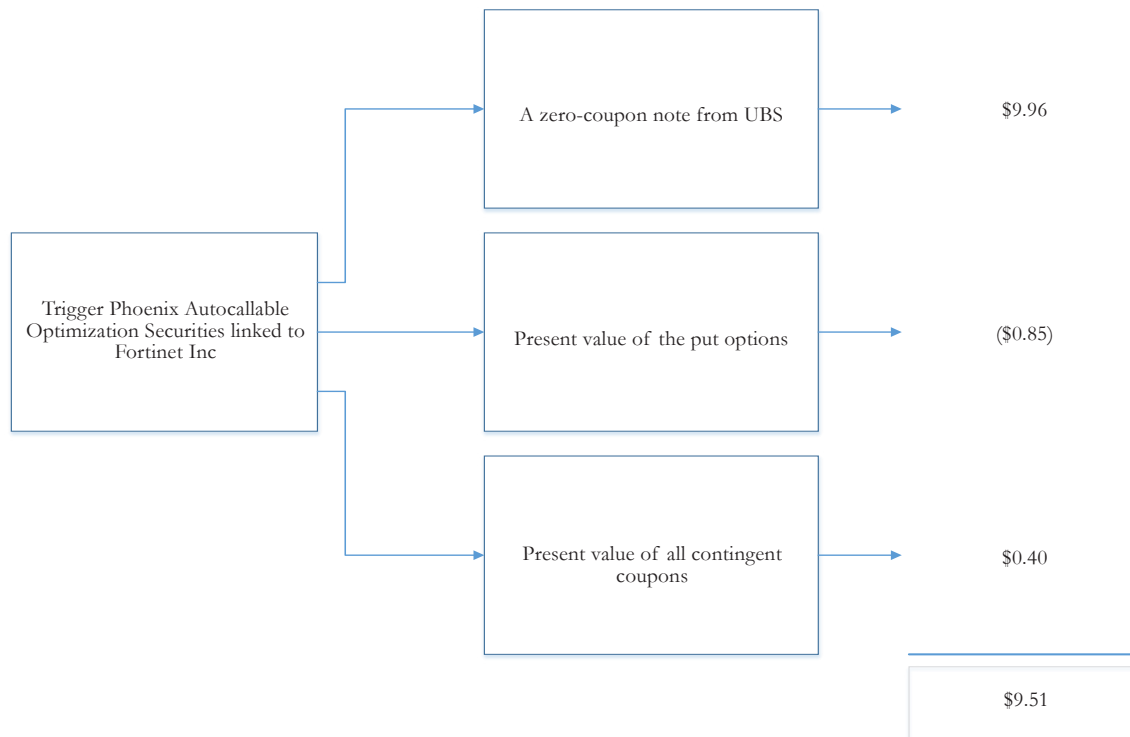 A zero-coupon note from UBS
$9.96
Trigger Phoenix Autocallable
Optimization Securities linked to
Fortinet Inc
Present value of the put options
($0.85)
Present value of all contingent
coupons
$0.40
$9.51